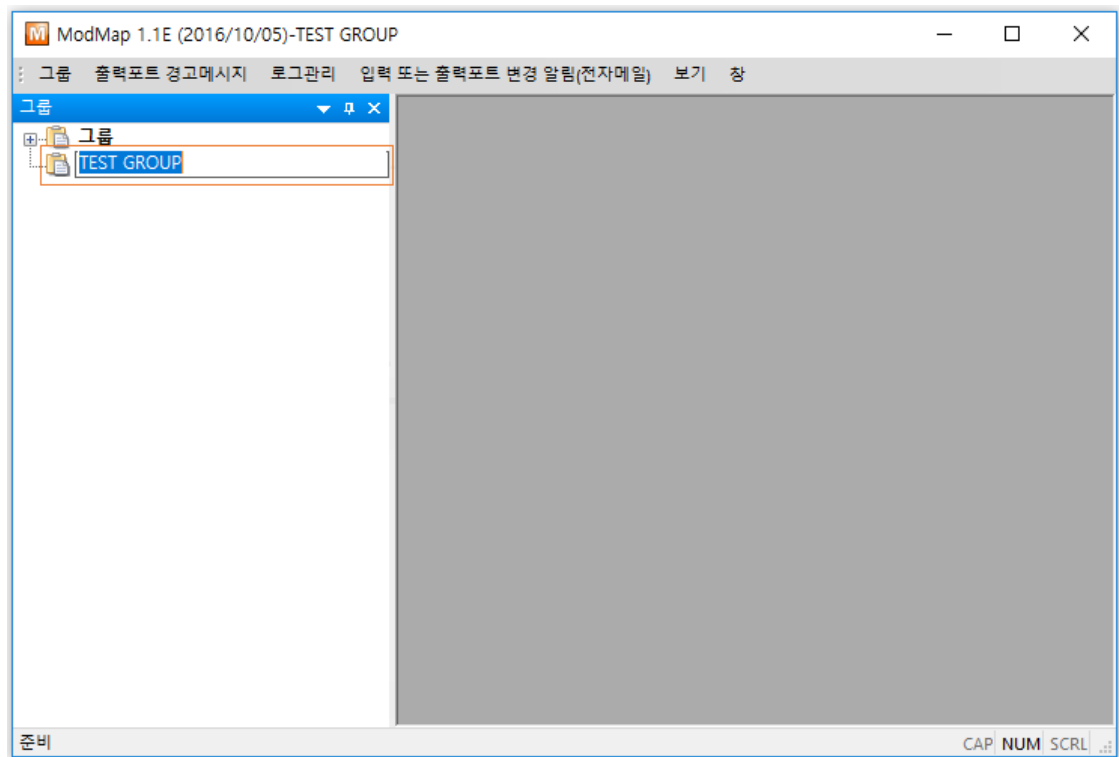 ModMap 1.1E (2016/10/05)-TEST GROUP
그룹 출력포트 경고메시지 로그관리 입력 또는 출력포트 변경 알림(전자메일) 보기 창
그룹
그룹
TEST GROUP
준비 CAP NUM SCRL